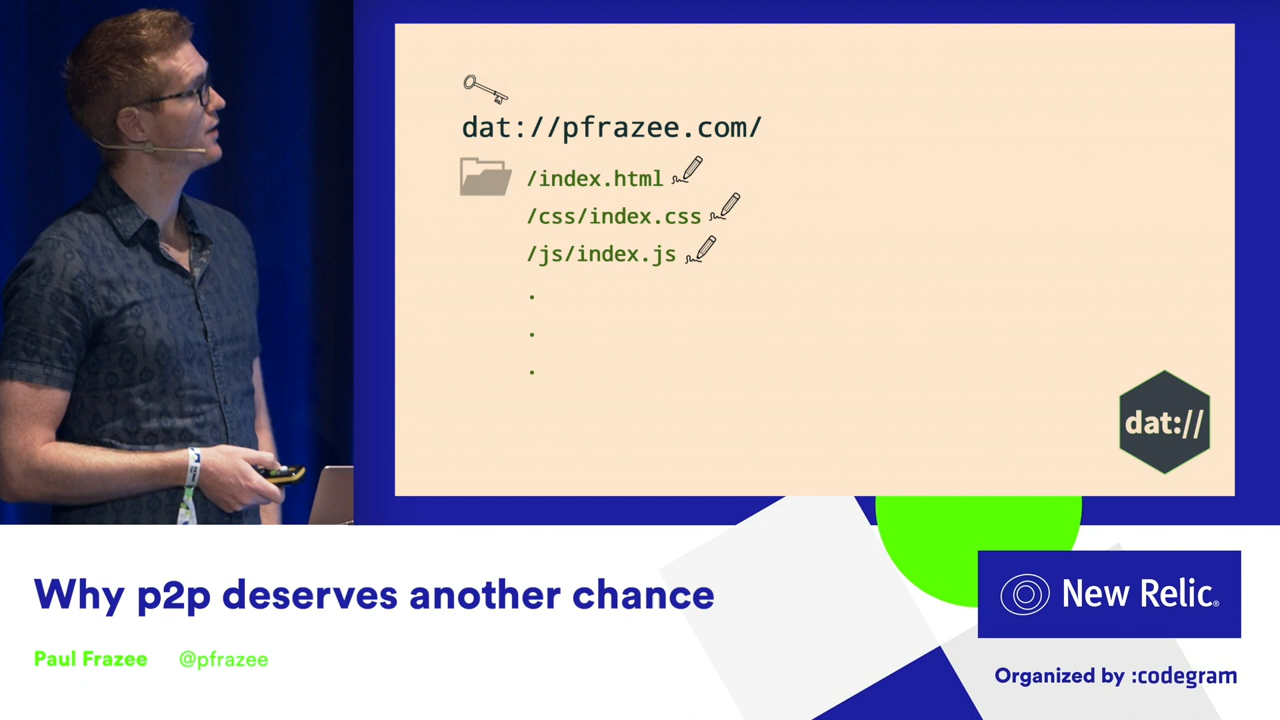 dat://pfrazee.com/
/index.html
/css/index.css
/js/index.js
.
.
.
dat://
Why p2p deserves another chance
Paul Frazee @pfrazee
New Relic®
Organized by :codegram